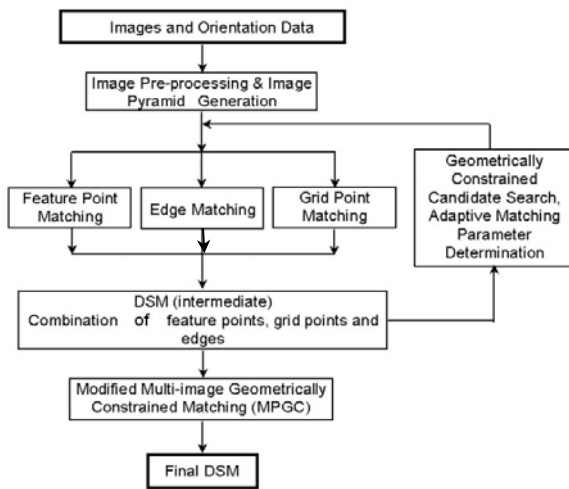 Images and Orientation Data
Image Pre-processing & Image
Pyramid Generation
Feature Point
Matching
Edge Matching
Grid Point
Matching
Geometrically
Constrained
Candidate Search,
Adaptive Matching
Parameter
Determination
DSM (intermediate)
Combination of feature points, grid points and
edges
Modified Multi-image Geometrically
Constrained Matching (MPGC)
Final DSM